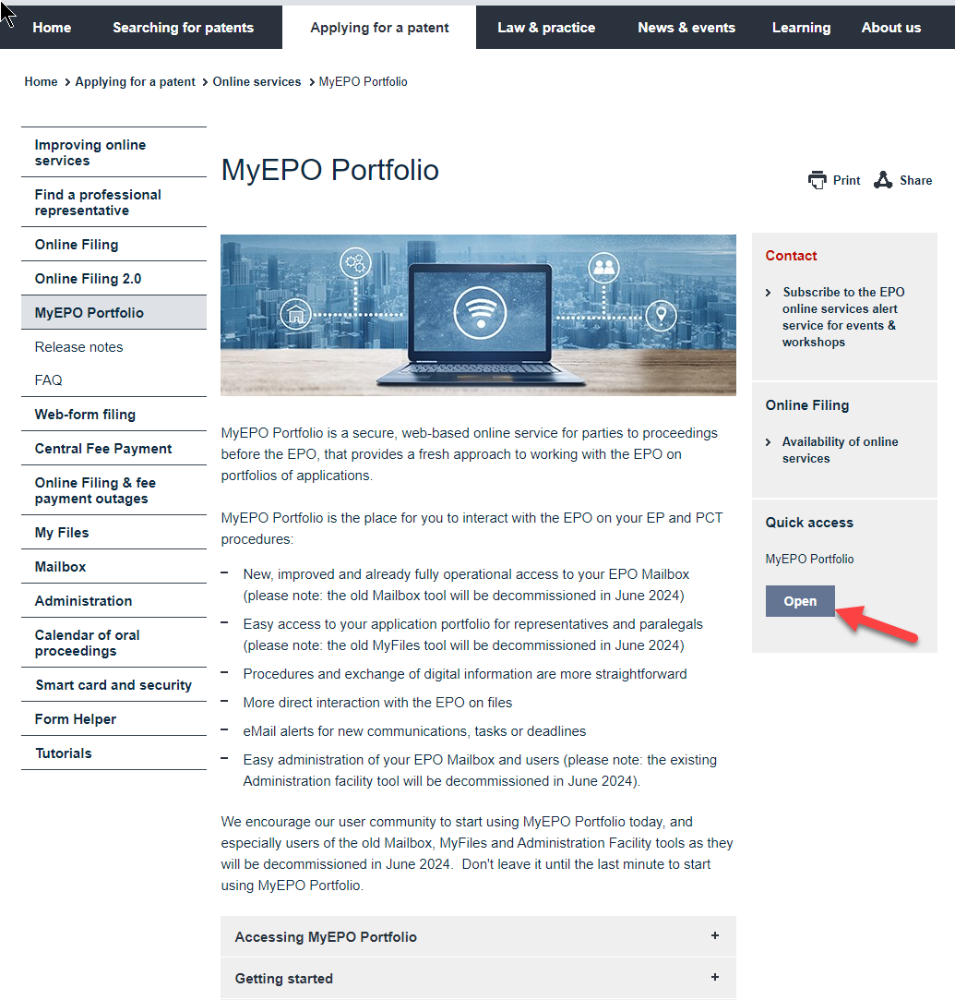 Home Searching for patents Applying for a patent Law & practice News & events Learning About us
Home > Applying for a patent > Online services > MyEPO Portfolio
Improving online
services
Find a professional
representative
Online Filing
Online Filing 2.0
MyEPO Portfolio
Release notes
FAQ
Web-form filing
Central Fee Payment
Online Filing & fee
payment outages
My Files
Mailbox
Administration
Calendar of oral
proceedings
Smart card and security
Form Helper
Tutorials
MyEPO Portfolio
Print Share
MyEPO Portfolio is a secure, web-based online service for parties to proceedings
before the EPO, that provides a fresh approach to working with the EPO on
portfolios of applications.
MyEPO Portfolio is the place for you to interact with the EPO on your EP and PCT
procedures:
– New, improved and already fully operational access to your EPO Mailbox
(please note: the old Mailbox tool will be decommissioned in June 2024)
– Easy access to your application portfolio for representatives and paralegals
(please note: the old MyFiles tool will be decommissioned in June 2024)
– Procedures and exchange of digital information are more straightforward
– More direct interaction with the EPO on files
– eMail alerts for new communications, tasks or deadlines
– Easy administration of your EPO Mailbox and users (please note: the existing
Administration facility tool will be decommissioned in June 2024).
We encourage our user community to start using MyEPO Portfolio today, and
especially users of the old Mailbox, MyFiles and Administration Facility tools as they
will be decommissioned in June 2024. Don't leave it until the last minute to start
using MyEPO Portfolio.
Accessing MyEPO Portfolio +
Getting started +
Contact
> Subscribe to the EPO
online services alert
service for events &
workshops
Online Filing
> Availability of online
services
Quick access
MyEPO Portfolio
Open